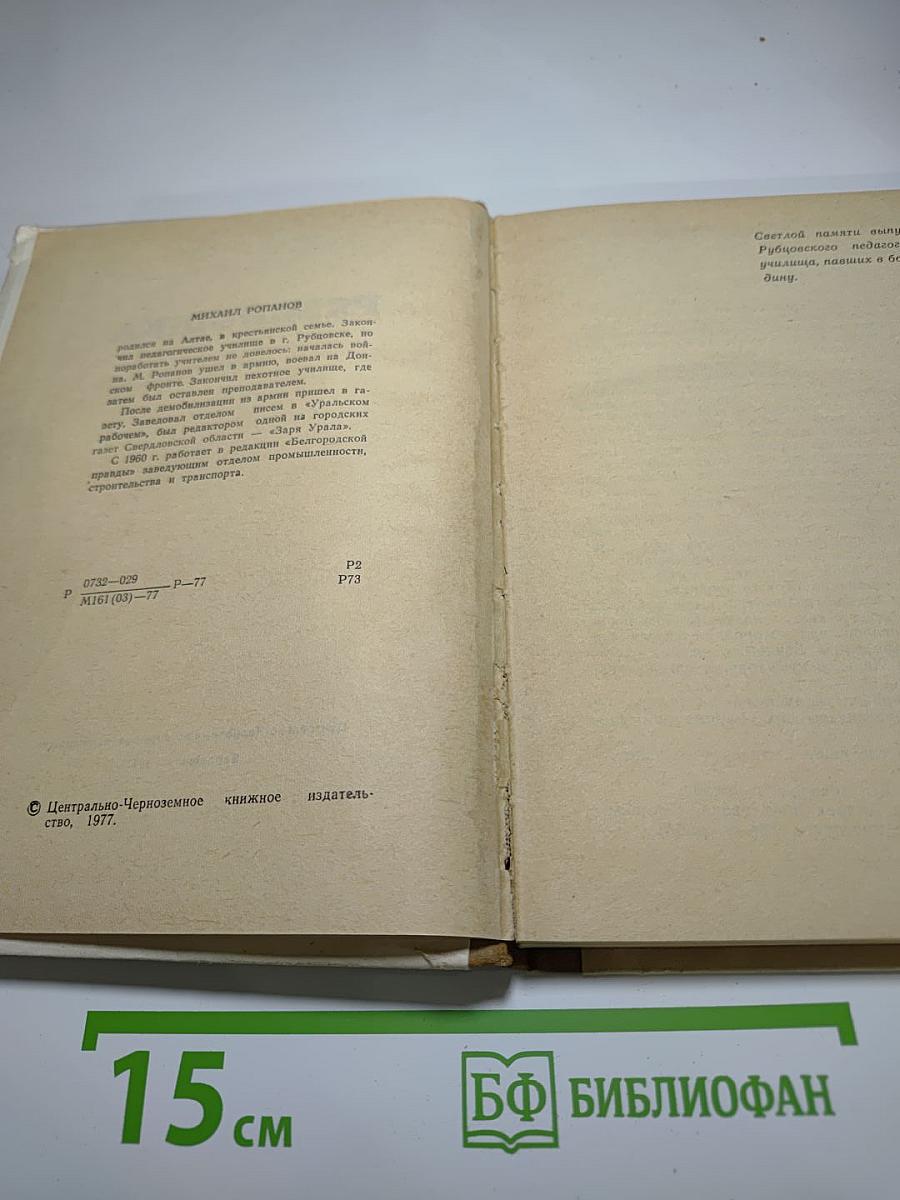 МИХАИЛ РОПАНОВ
родился на Алтае, в крестьянской семье. Закон-
чил педагогическое училище в г. Рубцовске, но
поработать учителем не довелось: началась вой-
на. М. Ропанов ушел в армию, воевал на Дон-
ском фронте. Закончил пехотное училище, где
затем был оставлен преподавателем.
После демобилизации из армии пришел в га-
зету. Заведовал отделом писем в «Уральском
рабочем», был редактором одной из городских
газет Свердловской области — «Заря Урала».
С 1960 г. работает в редакции «Белгородской
правды» заведующим отделом промышленности,
строительства и транспорта.
Р 0732—029
М161(03)—77 Р—77
Р2
Р73
© Центрально-Черноземное книжное издатель-
ство, 1977.
Светлой памяти выпу
Рубцовского педагог
училища, павших в бо
дину.
15 см
БФ БИБЛИОФАН